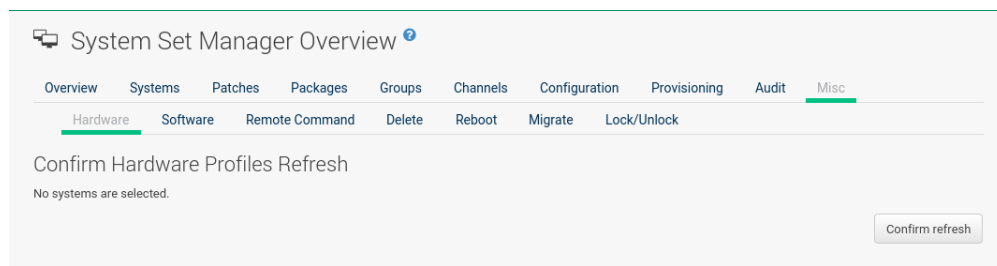 System Set Manager Overview ?
Overview Systems Patches Packages Groups Channels Configuration Provisioning Audit Misc
Hardware Software Remote Command Delete Reboot Migrate Lock/Unlock
Confirm Hardware Profiles Refresh
No systems are selected.
Confirm refresh